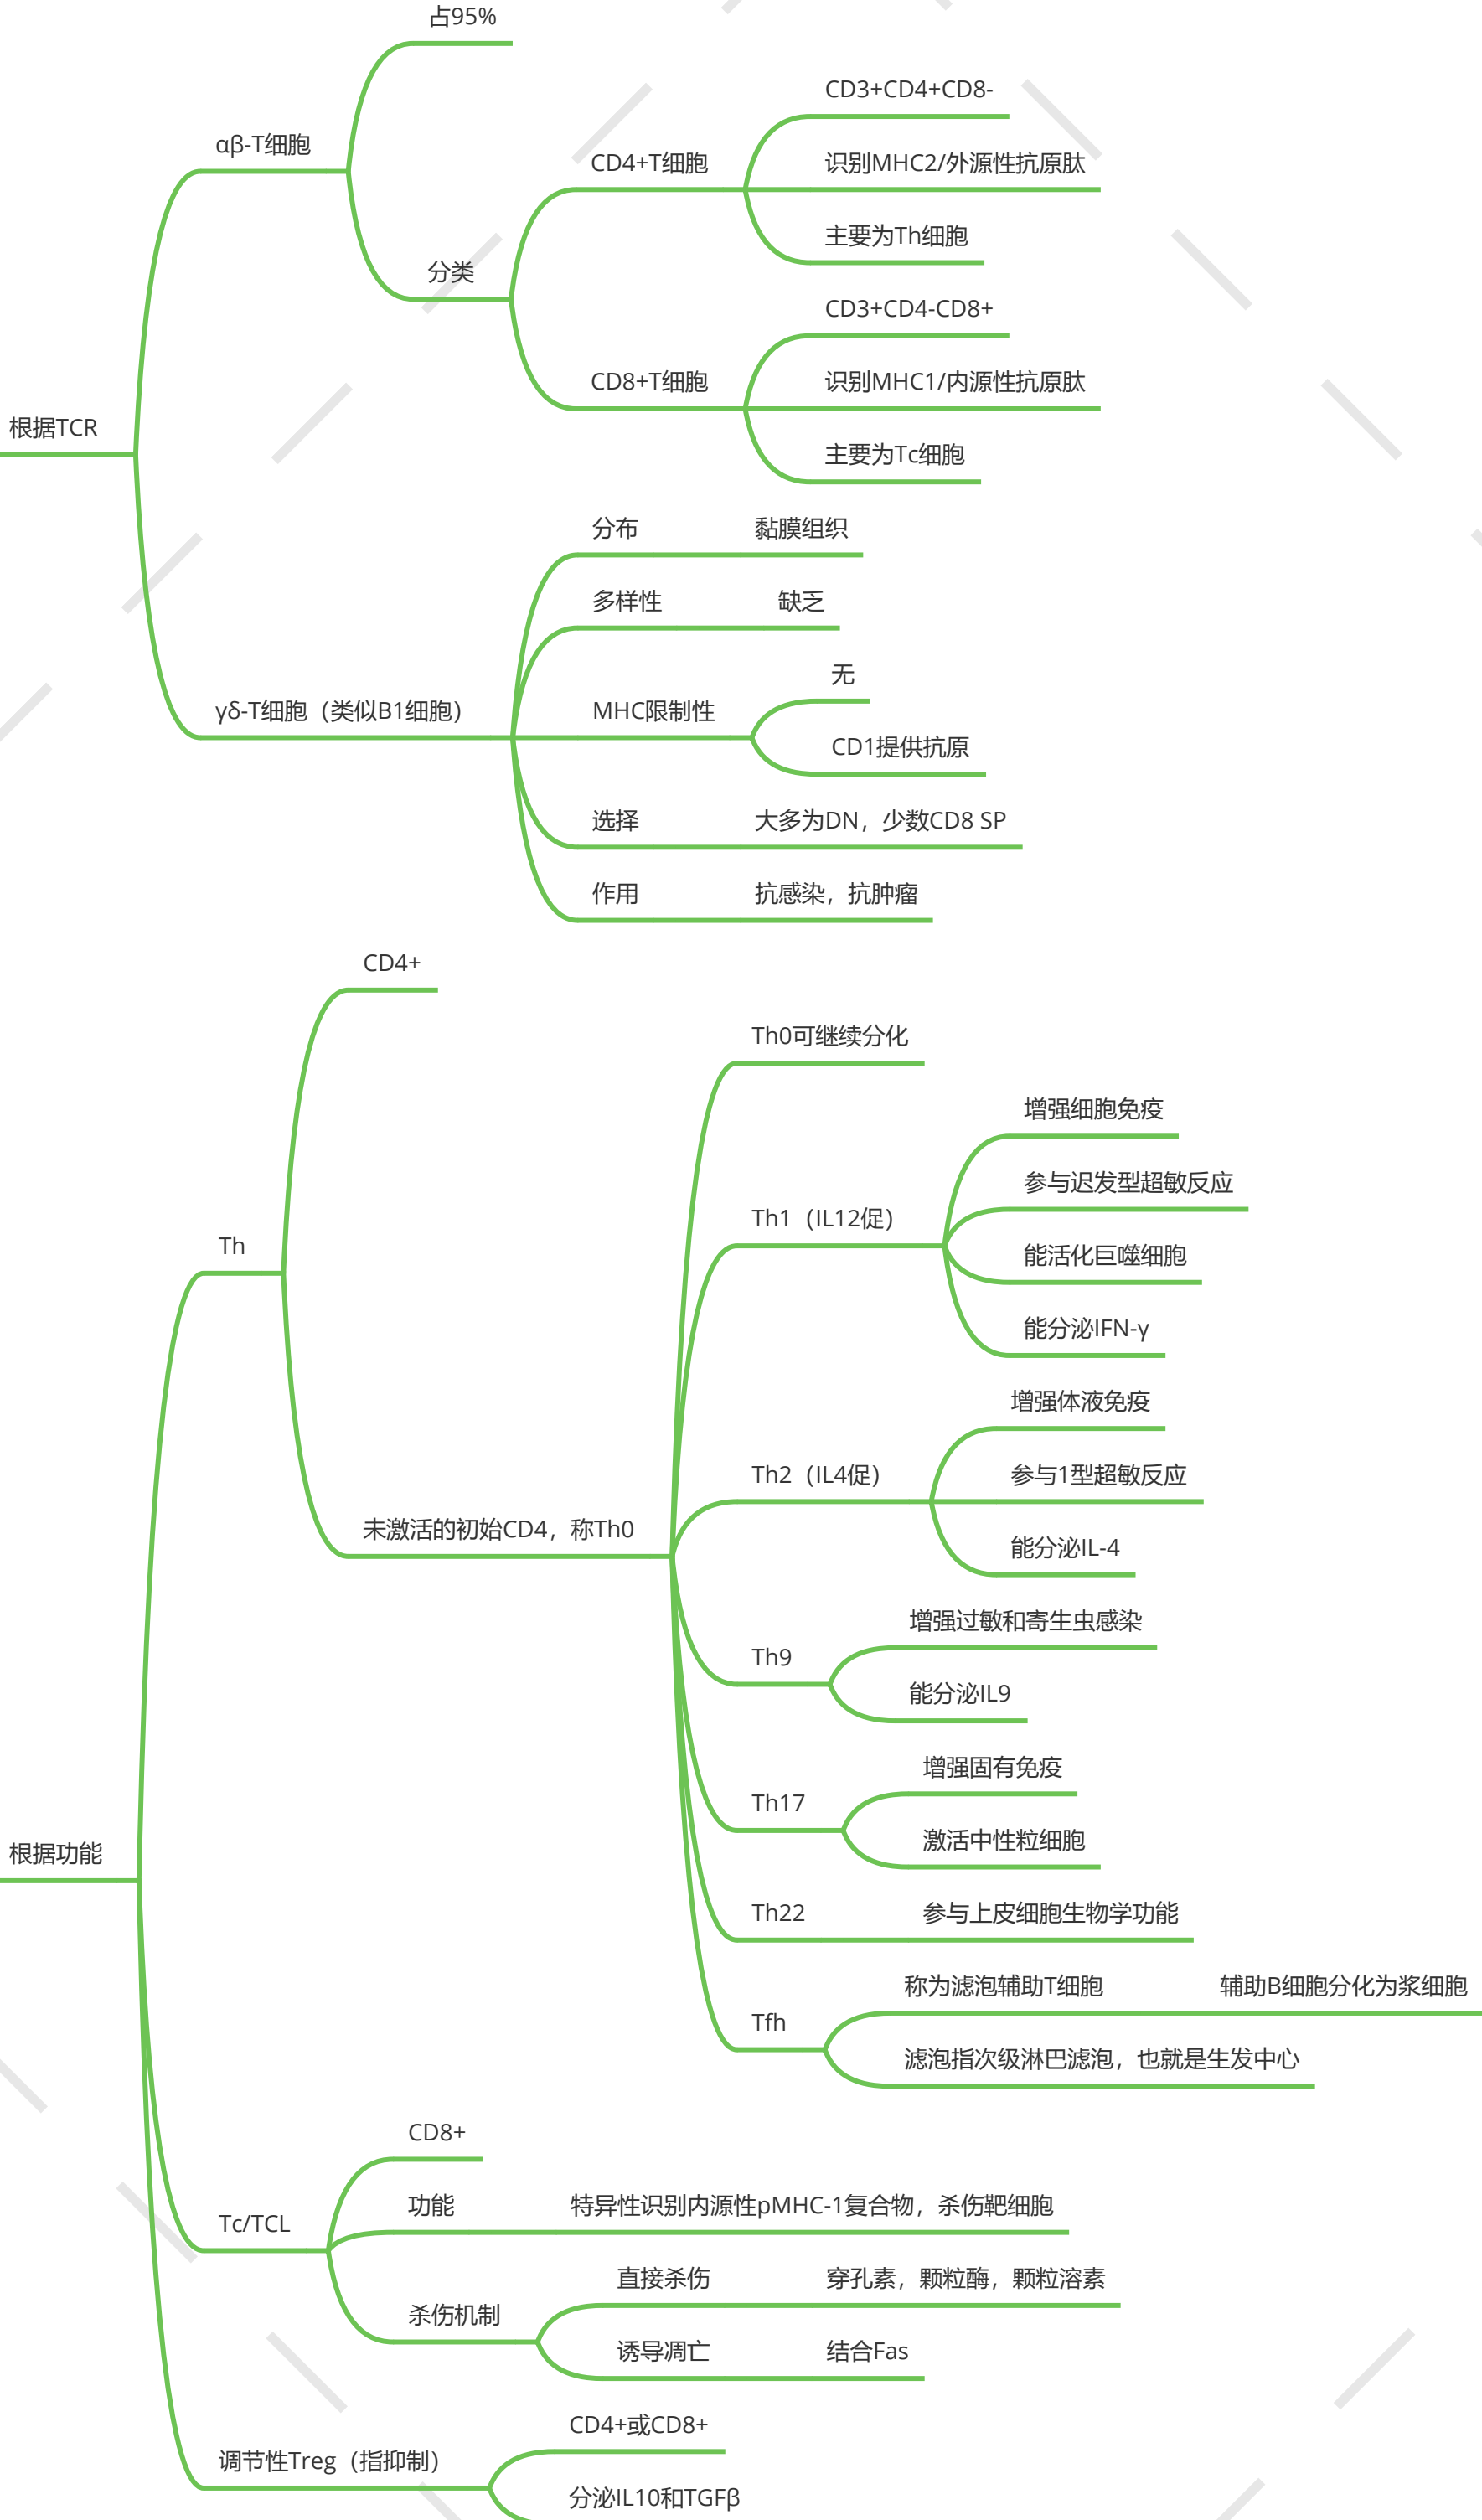 占95%
CD3+CD4+CD8-
αβ-T细胞
CD4+T细胞
识别MHC2/外源性抗原肽
主要为Th细胞
分类
CD3+CD4-CD8+
CD8+T细胞
识别MHC1/内源性抗原肽
根据TCR
主要为Tc细胞
分布 黏膜组织
多样性 缺乏
无
γδ-T细胞（类似B1细胞）
MHC限制性
CD1提供抗原
选择 大多为DN，少数CD8 SP
作用 抗感染，抗肿瘤
CD4+
Th0可继续分化
增强细胞免疫
参与迟发型超敏反应
Th1（IL12促）
Th
能活化巨噬细胞
能分泌IFN-γ
增强体液免疫
Th2（IL4促）
参与1型超敏反应
未激活的初始CD4，称Th0
能分泌IL-4
增强过敏和寄生虫感染
Th9
能分泌IL9
增强固有免疫
Th17
激活中性粒细胞
根据功能
Th22 参与上皮细胞生物学功能
称为滤泡辅助T细胞 辅助B细胞分化为浆细胞
Tfh
滤泡指次级淋巴滤泡，也就是生发中心
CD8+
功能 特异性识别内源性pMHC-1复合物，杀伤靶细胞
Tc/TCL
直接杀伤 穿孔素，颗粒酶，颗粒溶素
杀伤机制
诱导凋亡 结合Fas
CD4+或CD8+
调节性Treg（指抑制）
分泌IL10和TGFβ